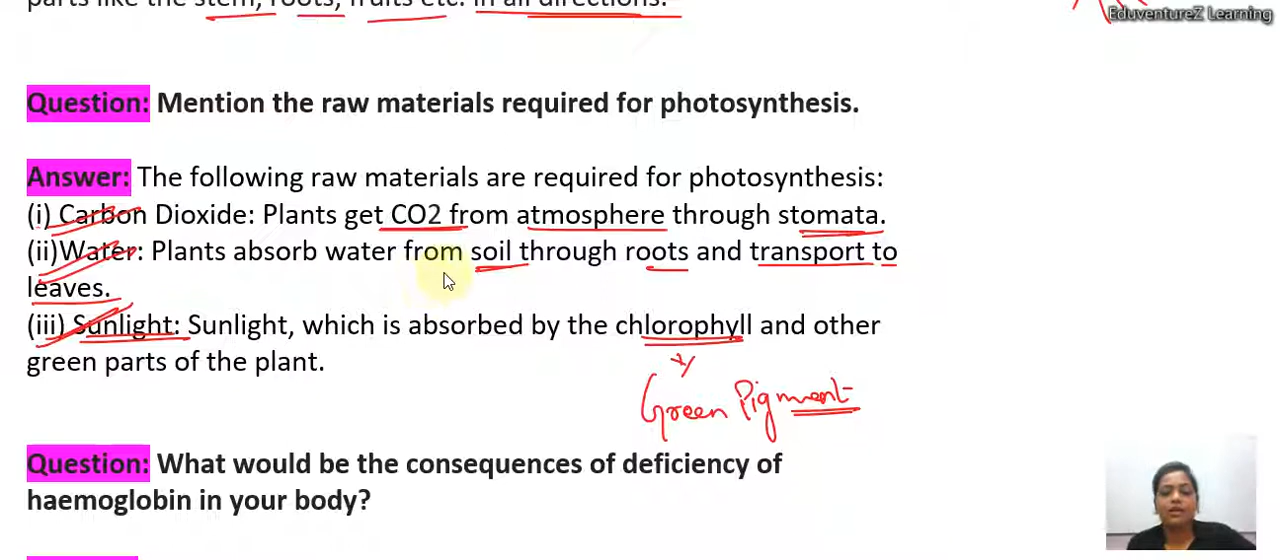 parts like the stem, roots, fruits etc. in all directions.
EduventureZ Learning
Question: Mention the raw materials required for photosynthesis.
Answer: The following raw materials are required for photosynthesis:
(i) Carbon Dioxide: Plants get CO2 from atmosphere through stomata.
(ii)Water: Plants absorb water from soil through roots and transport to
leaves.
(iii) Sunlight: Sunlight, which is absorbed by the chlorophyll and other
green parts of the plant.
Green Pigment
Question: What would be the consequences of deficiency of
haemoglobin in your body?